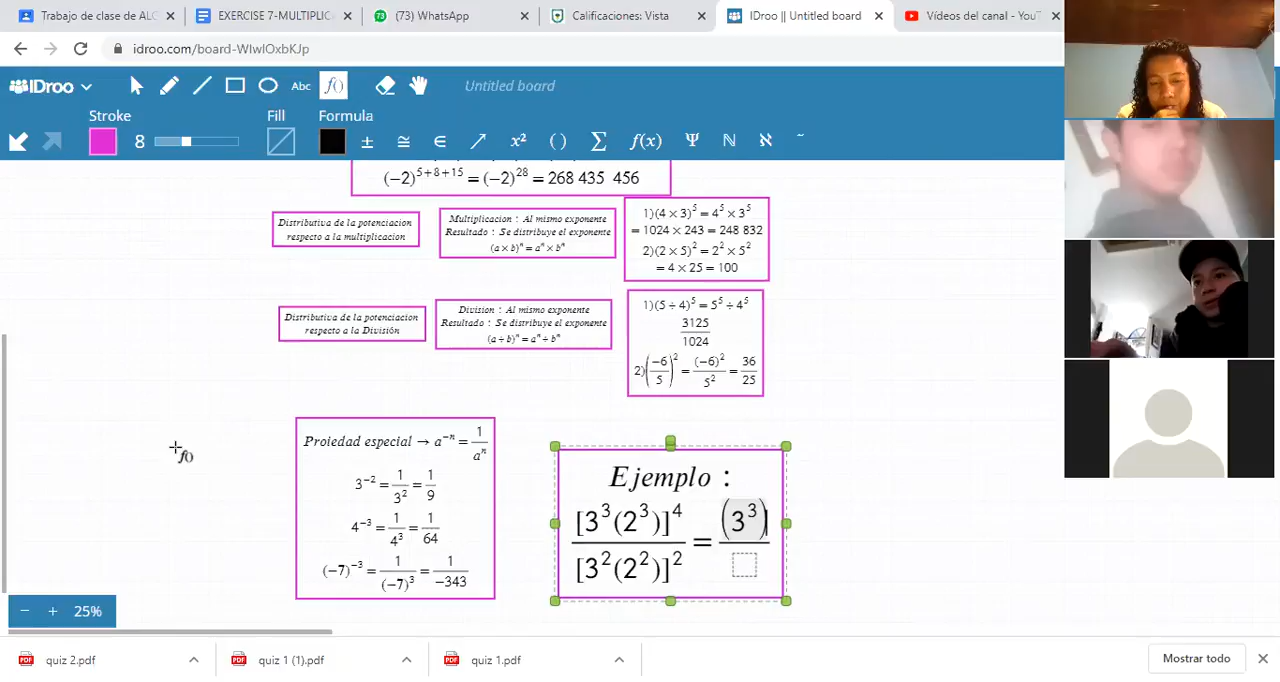 Trabajo de clase de ALG
EXERCISE 7-MULTIPLIC
(73) WhatsApp
Calificaciones: Vista
IDroo || Untitled board
Vídeos del canal - YouT
idroo.com/board-WIwIOxbKJp
IDroo
Abc
f()
Untitled board
Stroke
Fill
Formula
8
± ≅ ∈ x² ( ) ∑ f(x) Ψ ℕ ℵ ~
(-2)^{5+8+15} = (-2)^{28} = 268 435 456
Distributiva de la potenciacion
respecto a la multiplicacion
Multiplicacion : Al mismo exponente
Resultado : Se distribuye el exponente
(a × b)^n = a^n × b^n
1)(4 × 3)^5 = 4^5 × 3^5
= 1024 × 243 = 248 832
2)(2 × 5)^2 = 2^2 × 5^2
= 4 × 25 = 100
Distributiva de la potenciacion
respecto a la División
Division : Al mismo exponente
Resultado : Se distribuye el exponente
(a ÷ b)^n = a^n ÷ b^n
1)(5 ÷ 4)^5 = 5^5 ÷ 4^5
3125/1024
2)(-6/5)^2 = (-6)^2/5^2 = 36/25
Proiedad especial → a^{-n} = 1/a^n
3^{-2} = 1/3^2 = 1/9
4^{-3} = 1/4^3 = 1/64
(-7)^{-3} = 1/(-7)^3 = 1/-343
Ejemplo :
[3^3(2^3)]^4/[3^2(2^2)]^2 = (3^3)
f()
− + 25%
quiz 2.pdf
quiz 1 (1).pdf
quiz 1.pdf
Mostrar todo